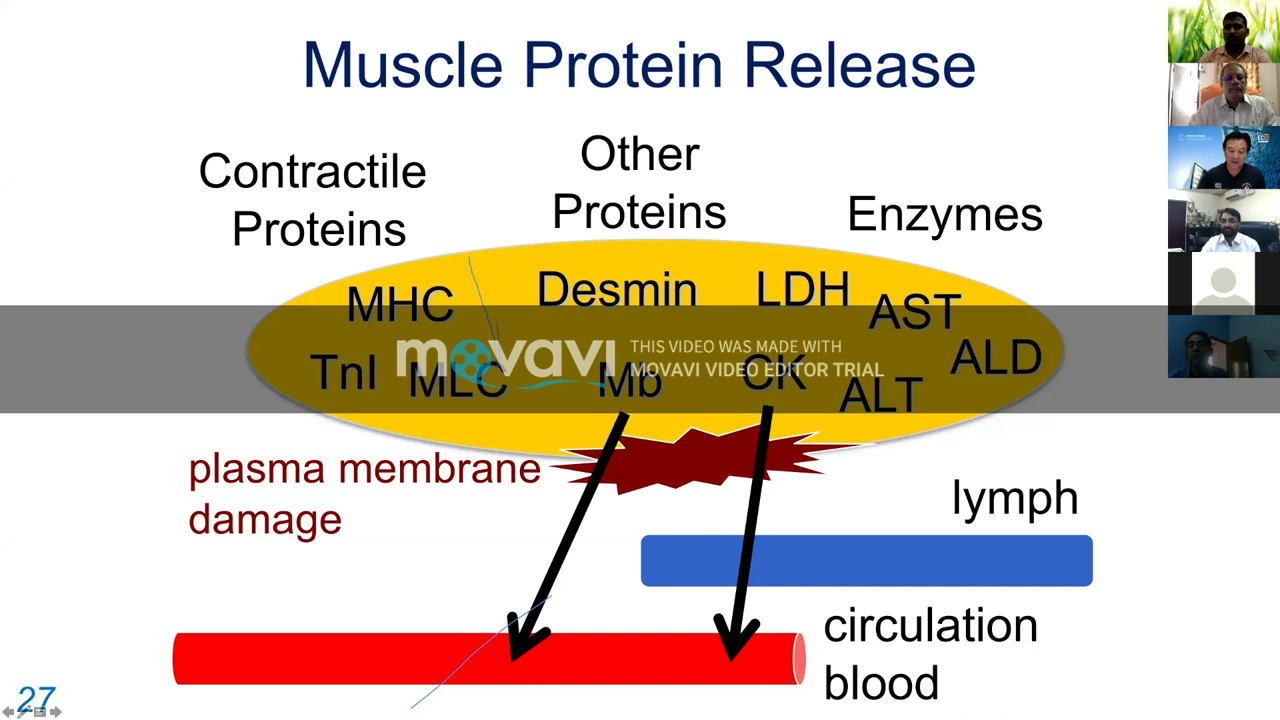 Muscle Protein Release
Contractile
Proteins
Other
Proteins
Enzymes
MHC
Desmin
LDH
AST
TnI
MLC
Mb
CK
ALT
ALD
movavi
THIS VIDEO WAS MADE WITH
MOVAVI VIDEO EDITOR TRIAL
plasma membrane
damage
lymph
circulation
blood
27